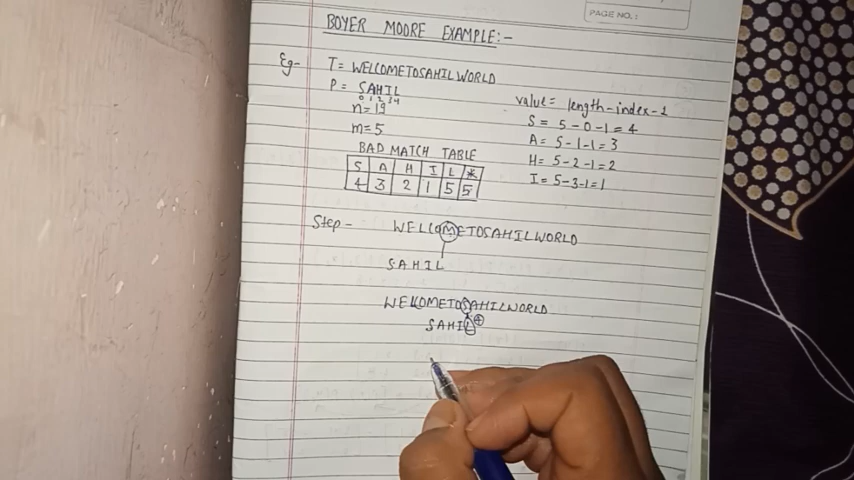 PAGE NO.:
BOYER MOORE EXAMPLE:-
Eg- T= WELLCOMETOSAHILWORLD
P= SAHIL
0 1 2 3 4
n=19
m=5
value= length-index-1
S = 5-0-1=4
A= 5-1-1=3
H= 5-2-1=2
I= 5-3-1=1
BAD MATCH TABLE
S A H I L *
4 3 2 1 5 5
Step- WELLCOMETOSAHILWORLD
SAHIL
WELCOMETOSAHILWORLD
SAHIL 4